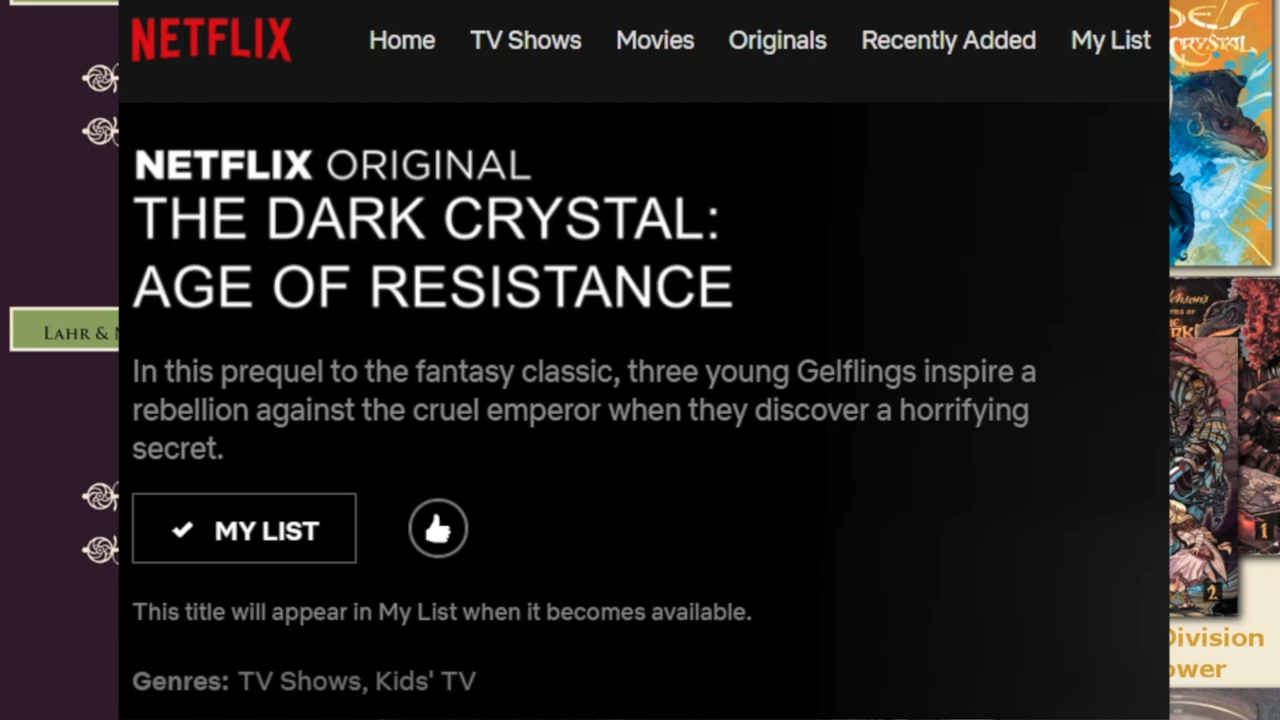 NETFLIX
Home TV Shows Movies Originals Recently Added My List
NETFLIX ORIGINAL
THE DARK CRYSTAL:
AGE OF RESISTANCE
In this prequel to the fantasy classic, three young Gelflings inspire a
rebellion against the cruel emperor when they discover a horrifying
secret.
MY LIST
This title will appear in My List when it becomes available.
Genres: TV Shows, Kids' TV
LAHR &
CRYSTAL
1
2
Division